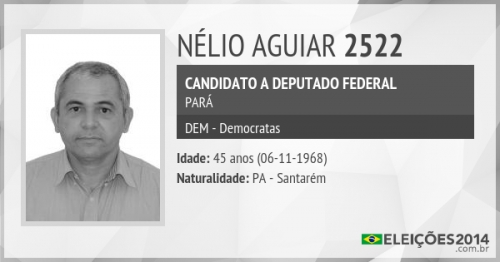 NÉLIO AGUIAR 2522
CANDIDATO A DEPUTADO FEDERAL
PARÁ
DEM - Democratas
Idade: 45 anos (06-11-1968)
Naturalidade: PA - Santarém
ELEIÇÕES2014
.com.br